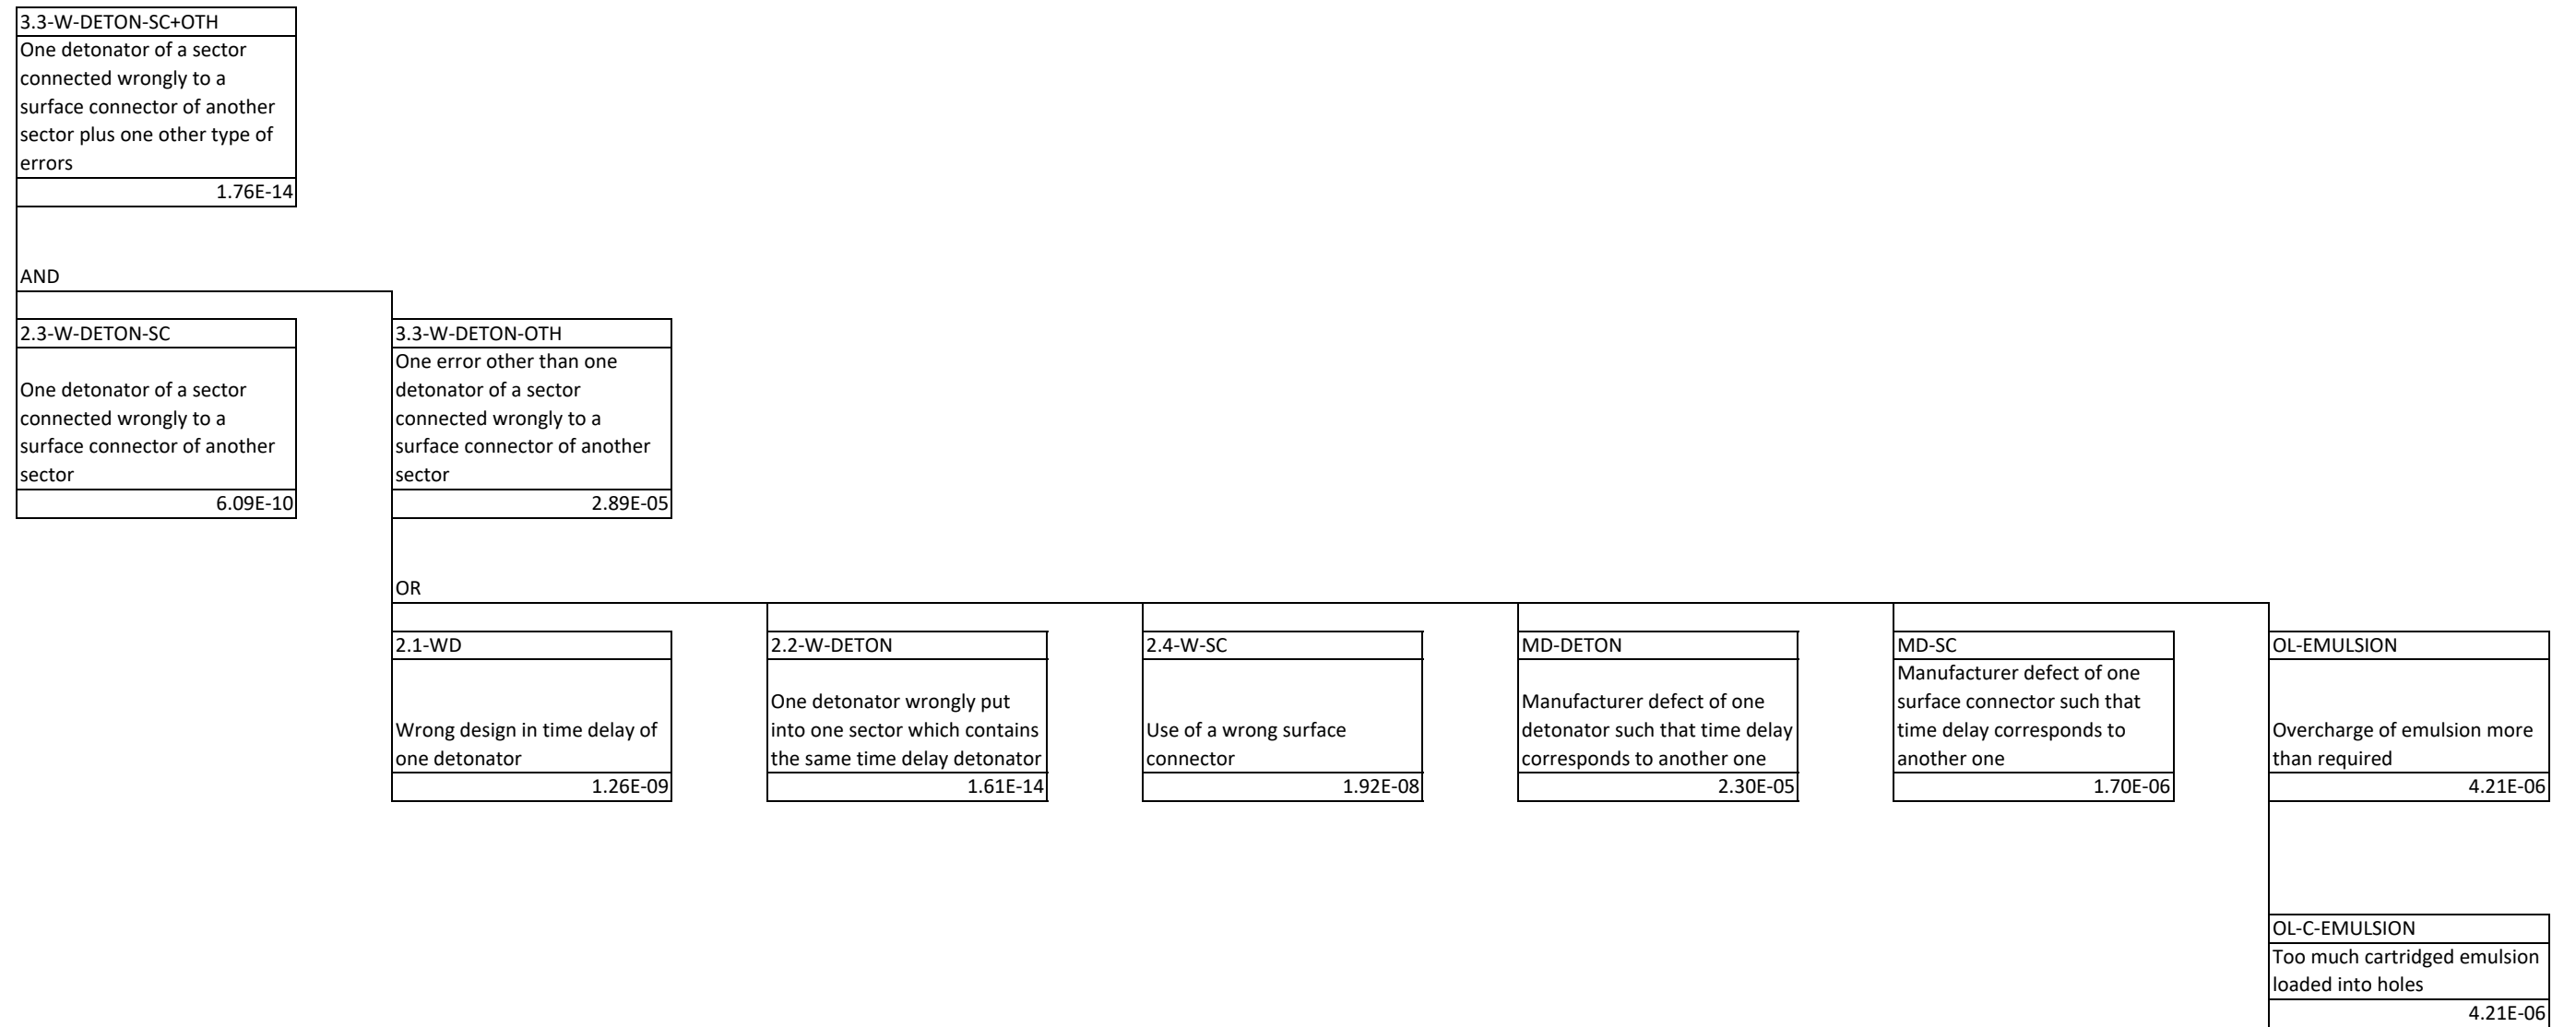 3.3-W-DETON-SC+OTH
One detonator of a sector
connected wrongly to a
surface connector of another
sector plus one other type of
errors
1.76E-14
AND
2.3-W-DETON-SC
One detonator of a sector
connected wrongly to a
surface connector of another
sector
6.09E-10
3.3-W-DETON-OTH
One error other than one
detonator of a sector
connected wrongly to a
surface connector of another
sector
2.89E-05
OR
2.1-WD
Wrong design in time delay of
one detonator
1.26E-09
2.2-W-DETON
One detonator wrongly put
into one sector which contains
the same time delay detonator
1.61E-14
2.4-W-SC
Use of a wrong surface
connector
1.92E-08
MD-DETON
Manufacturer defect of one
detonator such that time delay
corresponds to another one
2.30E-05
MD-SC
Manufacturer defect of one
surface connector such that
time delay corresponds to
another one
1.70E-06
OL-EMULSION
Overcharge of emulsion more
than required
4.21E-06
OL-C-EMULSION
Too much cartridged emulsion
loaded into holes
4.21E-06